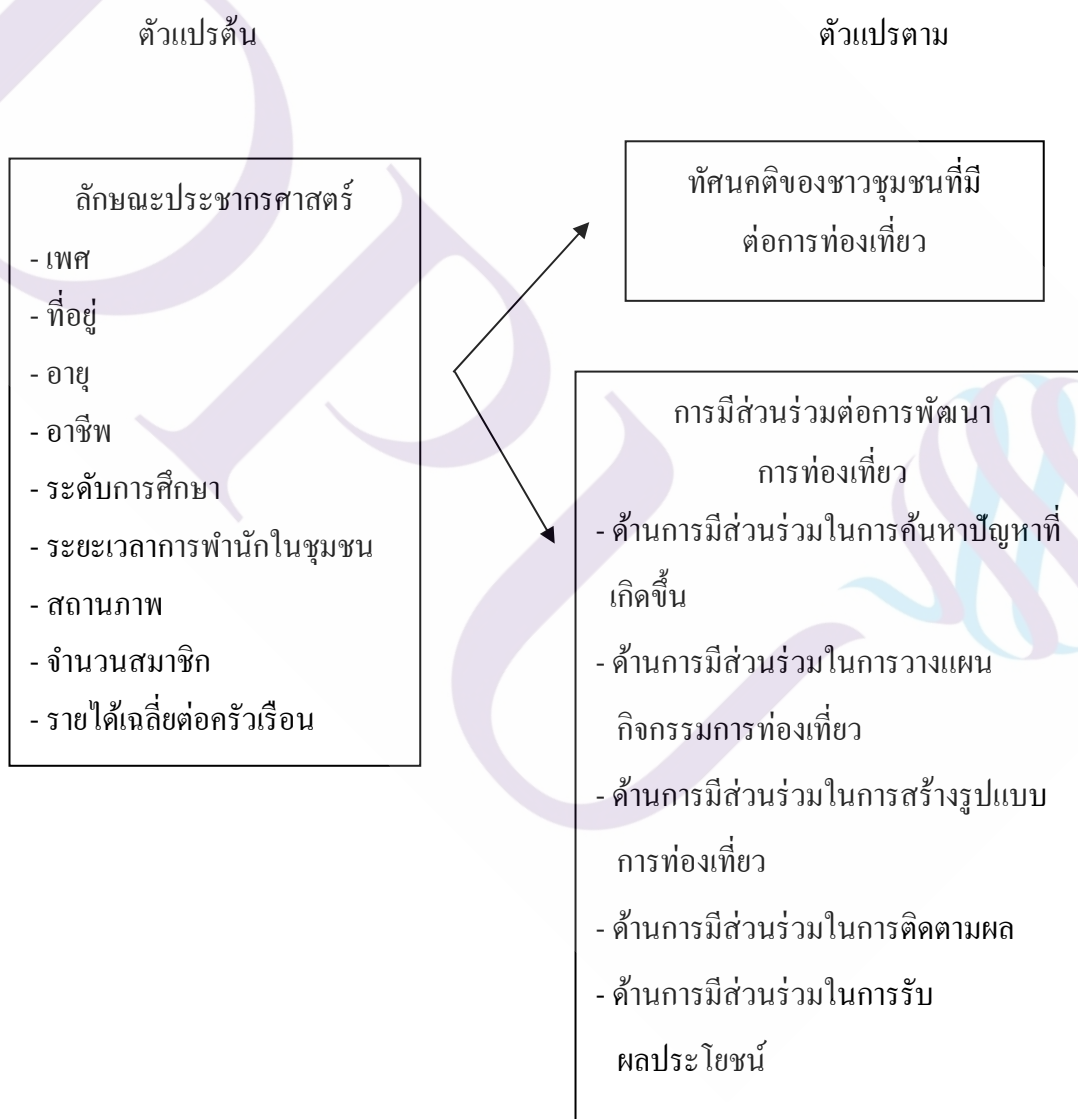 ตัวแปรต้น
ตัวแปรตาม
ลักษณะประชากรศาสตร์
- เพศ
- ที่อยู่
- อายุ
- อาชีพ
- ระดับการศึกษา
- ระยะเวลาการพำนักในชุมชน
- สถานภาพ
- จำนวนสมาชิก
- รายได้เฉลี่ยต่อครัวเรือน
ทัศนคติของชาวชุมชนที่มี
ต่อการท่องเที่ยว
การมีส่วนร่วมต่อการพัฒนา
การท่องเที่ยว
- ด้านการมีส่วนร่วมในการค้นหาปัญหาที่
เกิดขึ้น
- ด้านการมีส่วนร่วมในการวางแผน
กิจกรรมการท่องเที่ยว
- ด้านการมีส่วนร่วมในการสร้างรูปแบบ
การท่องเที่ยว
- ด้านการมีส่วนร่วมในการติดตามผล
- ด้านการมีส่วนร่วมในการรับ
ผลประโยชน์
DPU